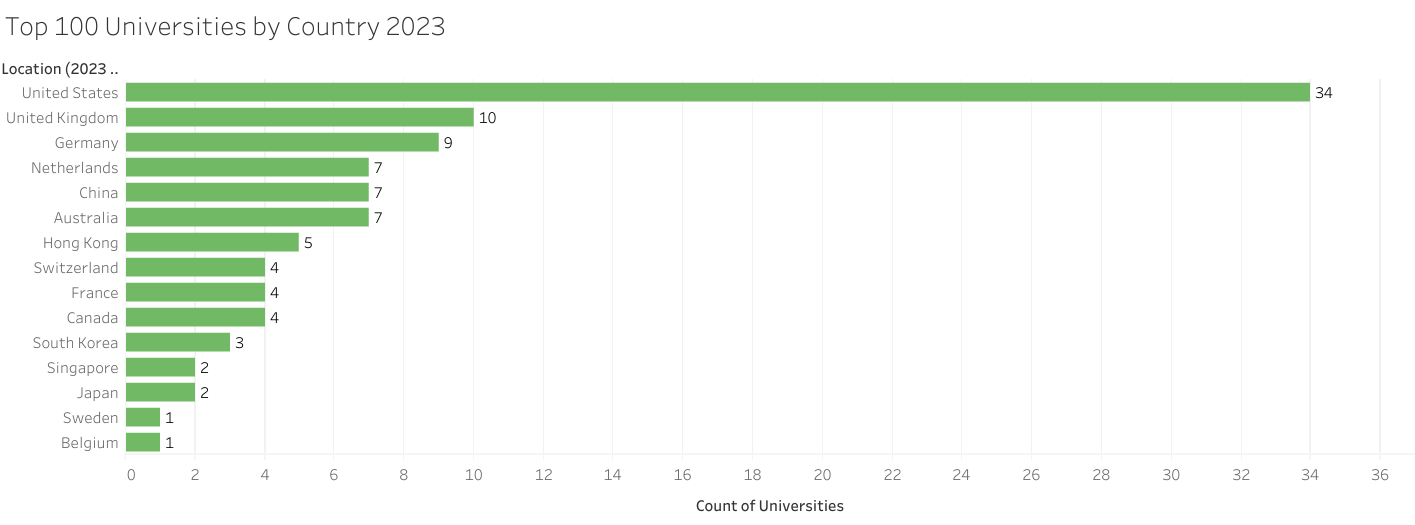 Top 100 Universities by Country 2023
Location (2023 ..
United States 34
United Kingdom 10
Germany 9
Netherlands 7
China 7
Australia 7
Hong Kong 5
Switzerland 4
France 4
Canada 4
South Korea 3
Singapore 2
Japan 2
Sweden 1
Belgium 1
0 2 4 6 8 10 12 14 16 18 20 22 24 26 28 30 32 34 36
Count of Universities